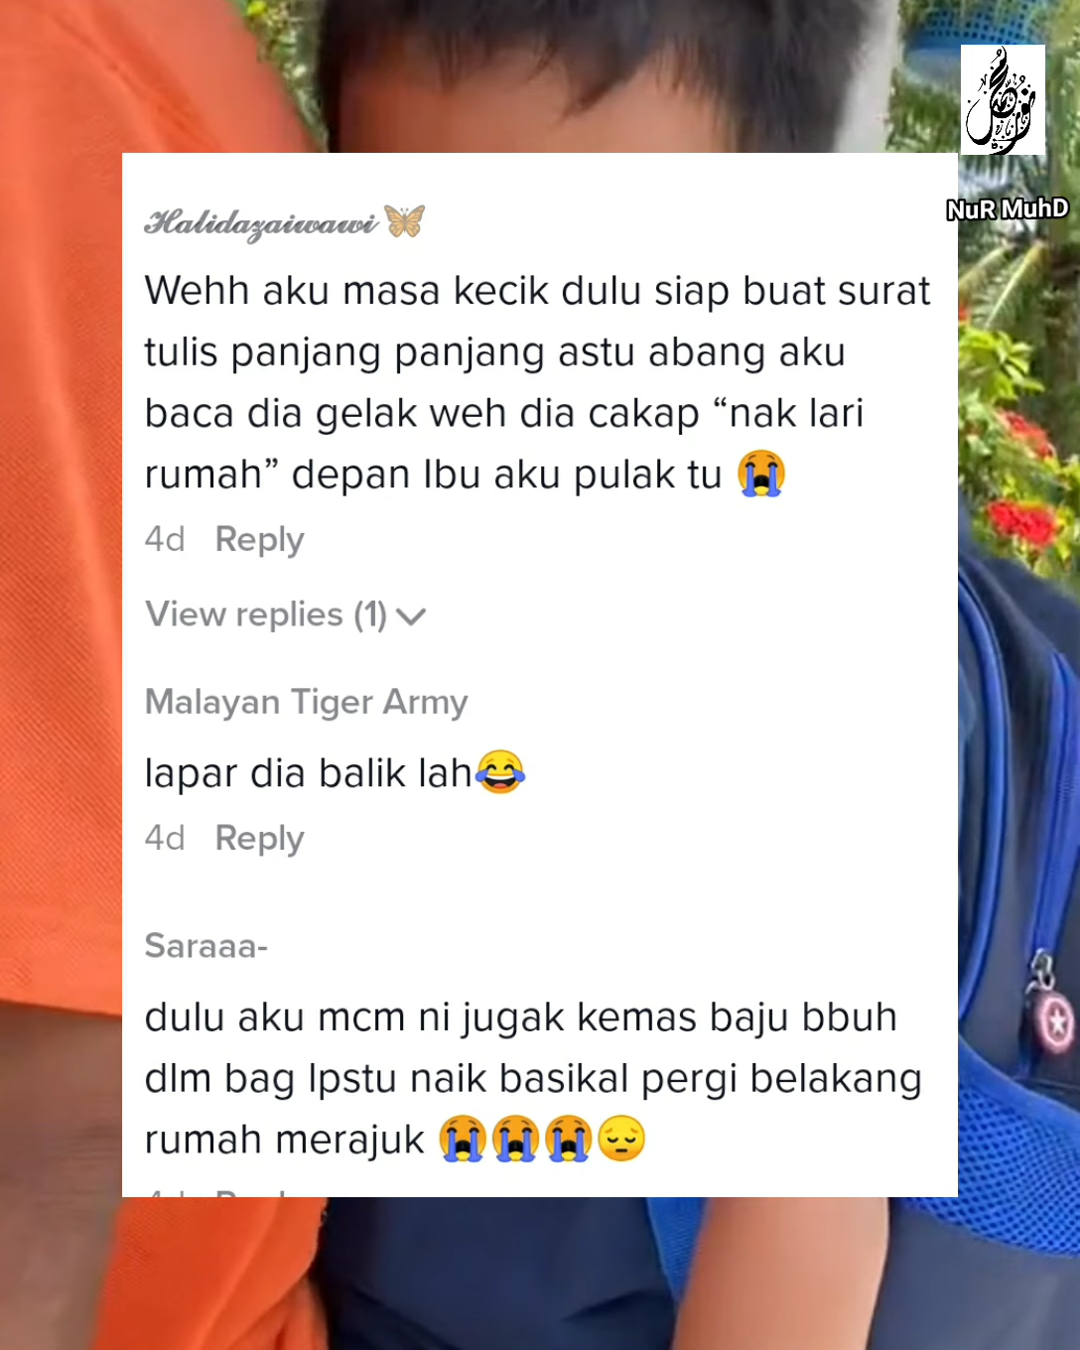 NuR MuhD
Halidazaiwawi🦋
Wehh aku masa kecik dulu siap buat surat
tulis panjang panjang astu abang aku
baca dia gelak weh dia cakap “nak lari
rumah” depan Ibu aku pulak tu 😭
4d Reply
View replies (1)
Malayan Tiger Army
lapar dia balik lah😂
4d Reply
Saraaa-
dulu aku mcm ni jugak kemas baju bbuh
dlm bag lpstu naik basikal pergi belakang
rumah merajuk 😭😭😭😔